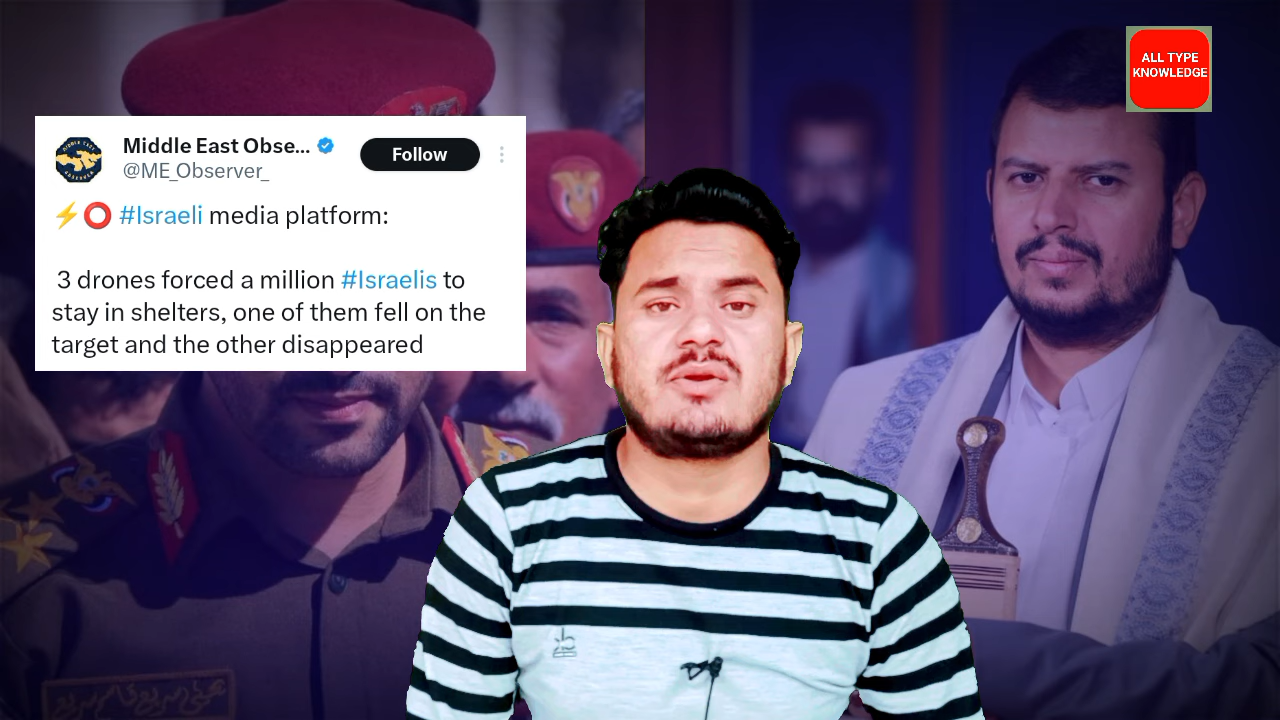 Middle East Obse...
Follow
@ME_Observer_
⚡⭕ #Israeli media platform:
3 drones forced a million #Israelis to
stay in shelters, one of them fell on the
target and the other disappeared
ALL TYPE
KNOWLEDGE